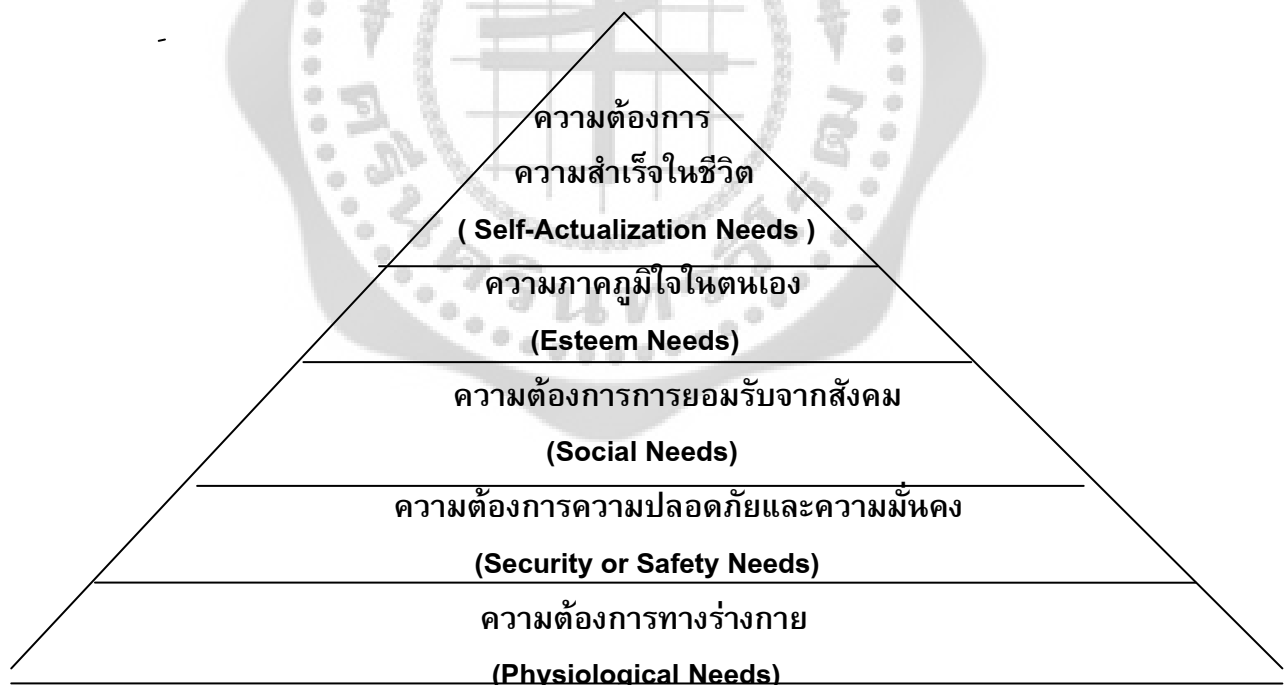 ความต้องการ
ความสำเร็จในชีวิต
( Self-Actualization Needs )
ความภาคภูมิใจในตนเอง
(Esteem Needs)
ความต้องการการยอมรับจากสังคม
(Social Needs)
ความต้องการความปลอดภัยและความมั่นคง
(Security or Safety Needs)
ความต้องการทางร่างกาย
(Physiological Needs)